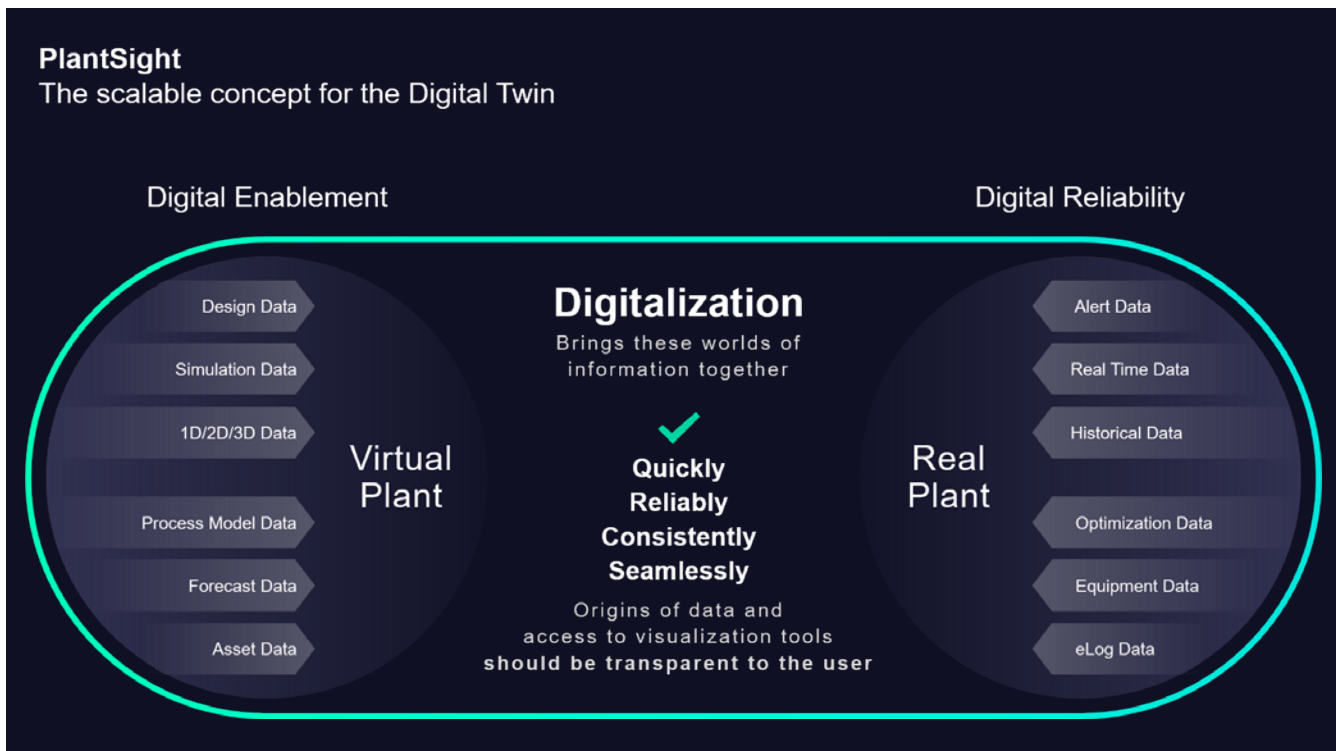 PlantSight
The scalable concept for the Digital Twin
Digital Enablement
Digital Reliability
Design Data
Simulation Data
1D/2D/3D Data
Process Model Data
Forecast Data
Asset Data
Virtual
Plant
Digitalization
Brings these worlds of
information together
Quickly
Reliably
Consistently
Seamlessly
Origins of data and
access to visualization tools
should be transparent to the user
Real
Plant
Alert Data
Real Time Data
Historical Data
Optimization Data
Equipment Data
eLog Data